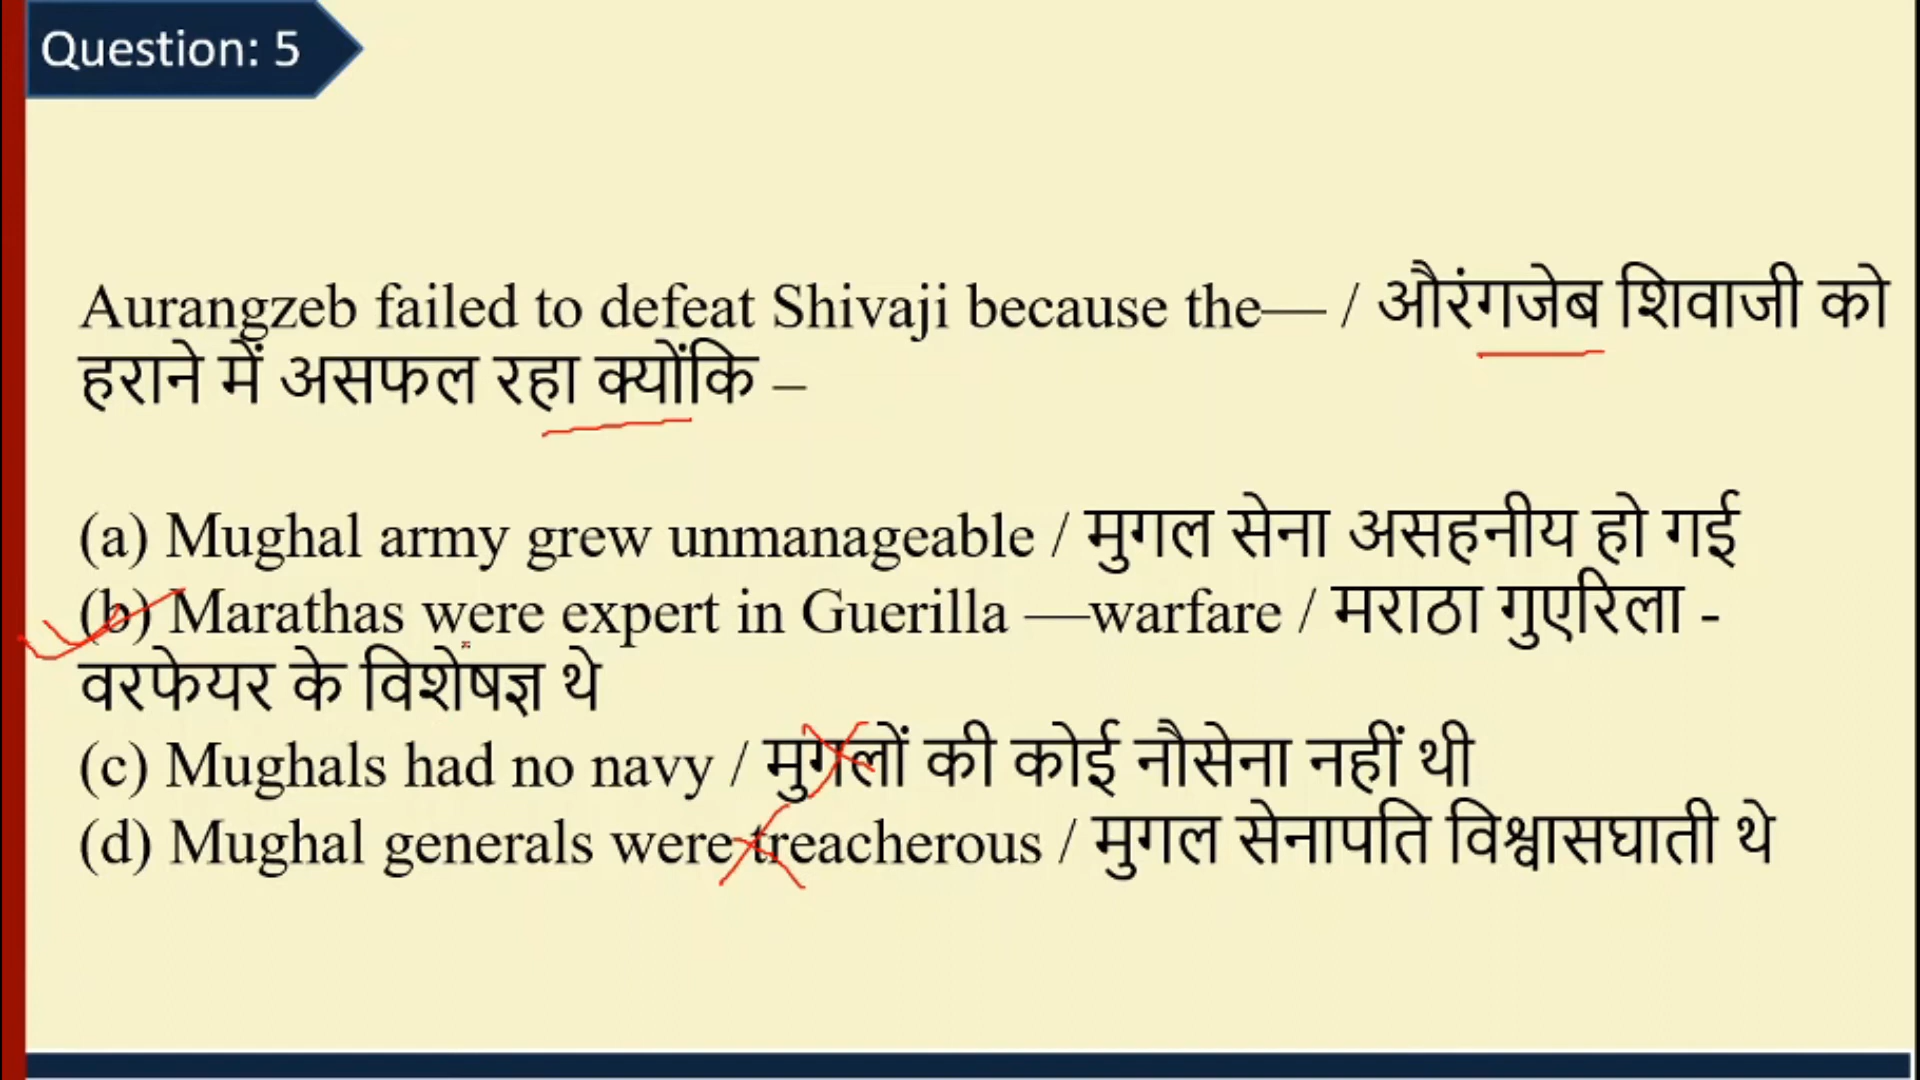 Question: 5
Aurangzeb failed to defeat Shivaji because the— / औरंगजेब शिवाजी को
हराने में असफल रहा क्योंकि –
(a) Mughal army grew unmanageable / मुगल सेना असहनीय हो गई
(b) Marathas were expert in Guerilla —warfare / मराठा गुएरिला -
वरफेयर के विशेषज्ञ थे
(c) Mughals had no navy / मुगलों की कोई नौसेना नहीं थी
(d) Mughal generals were treacherous / मुगल सेनापति विश्वासघाती थे